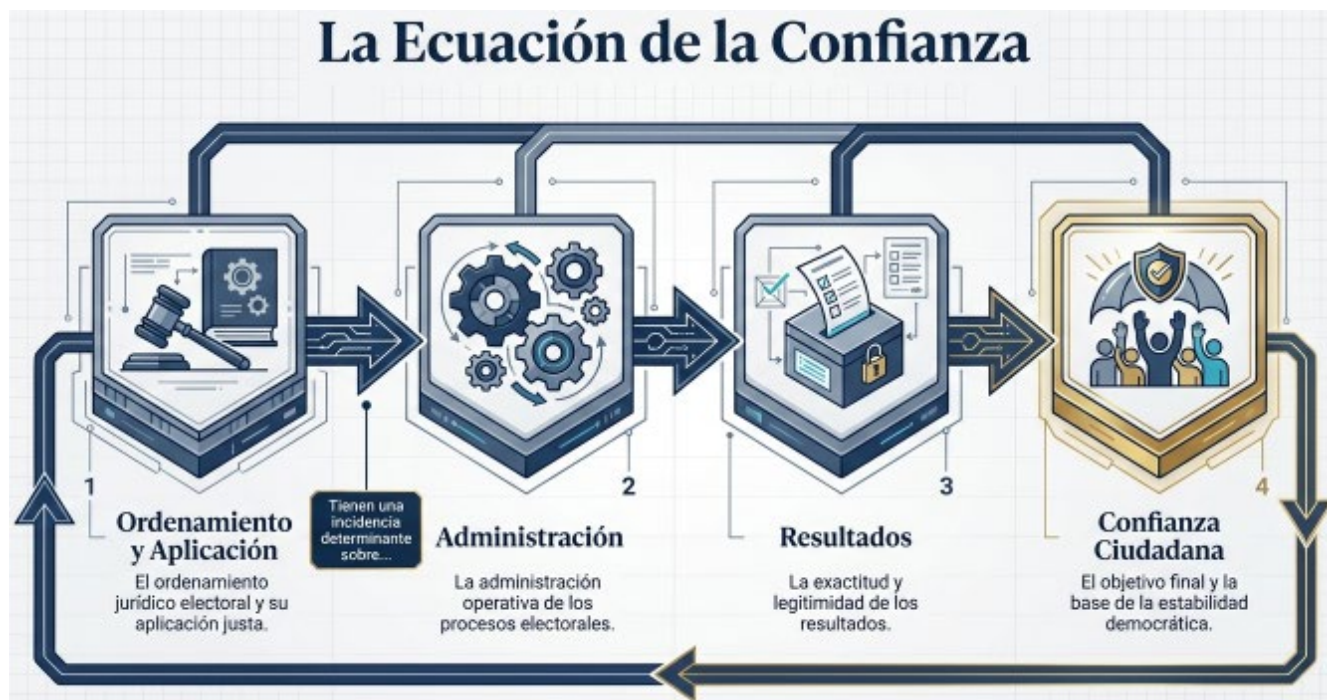 La Ecuación de la Confianza
1
Ordenamiento
y Aplicación
El ordenamiento
jurídico electoral y su
aplicación justa.
Tienen una
incidencia
determinante
sobre...
2
Administración
La administración
operativa de los
procesos electorales.
3
Resultados
La exactitud y
legitimidad de los
resultados.
4
Confianza
Ciudadana
El objetivo final y la
base de la estabilidad
democrática.